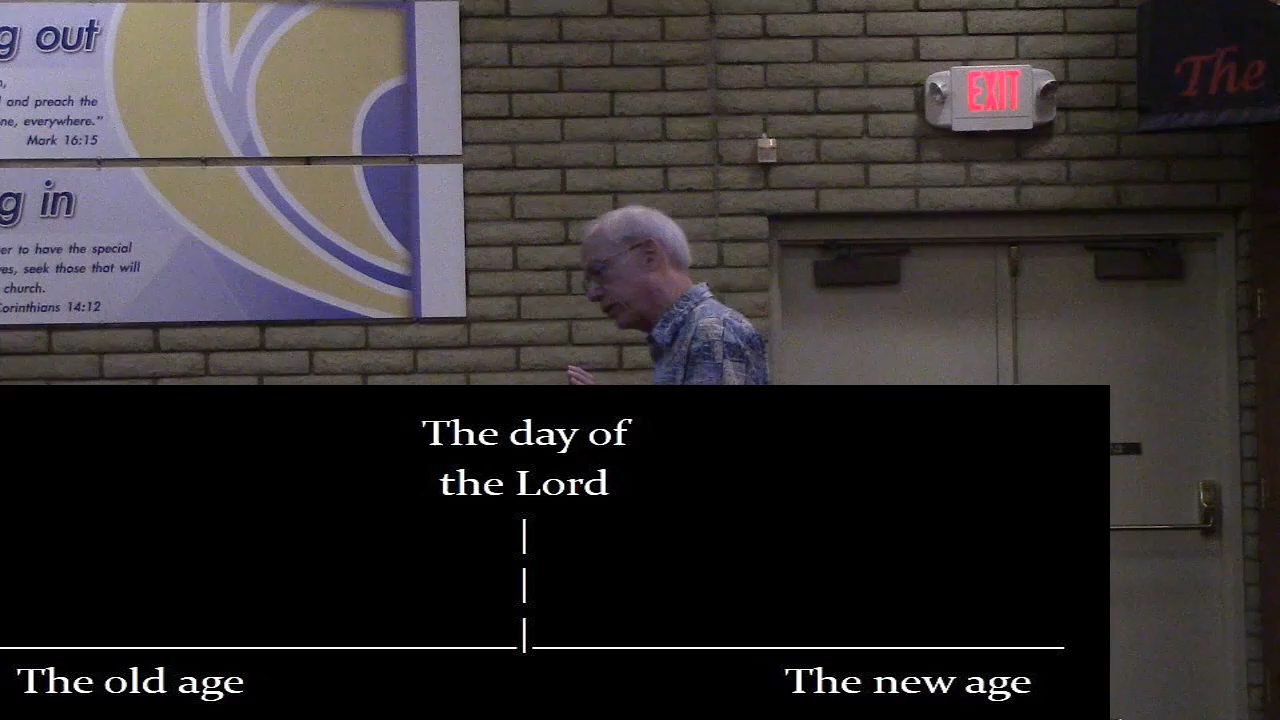 g out
and preach the
ne, everywhere."
Mark 16:15
g in
er to have the special
es, seek those that will
church.
Corinthians 14:12
EXIT
The
The day of
the Lord
|
|
|
The old age
The new age